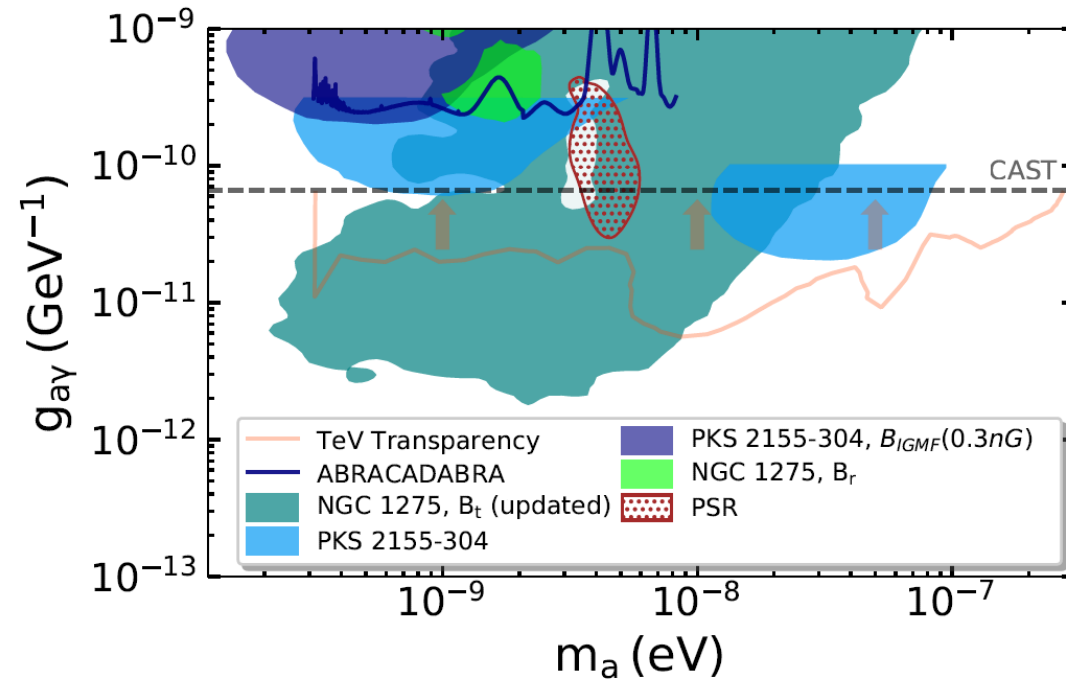 10⁻⁹
10⁻¹⁰
10⁻¹¹
10⁻¹²
10⁻¹³
g_aγ (GeV⁻¹)
CAST
TeV Transparency
ABRACADABRA
NGC 1275, B_t (updated)
PKS 2155-304
PKS 2155-304, B_IGMF(0.3nG)
NGC 1275, B_r
PSR
10⁻⁹
10⁻⁸
10⁻⁷
m_a (eV)